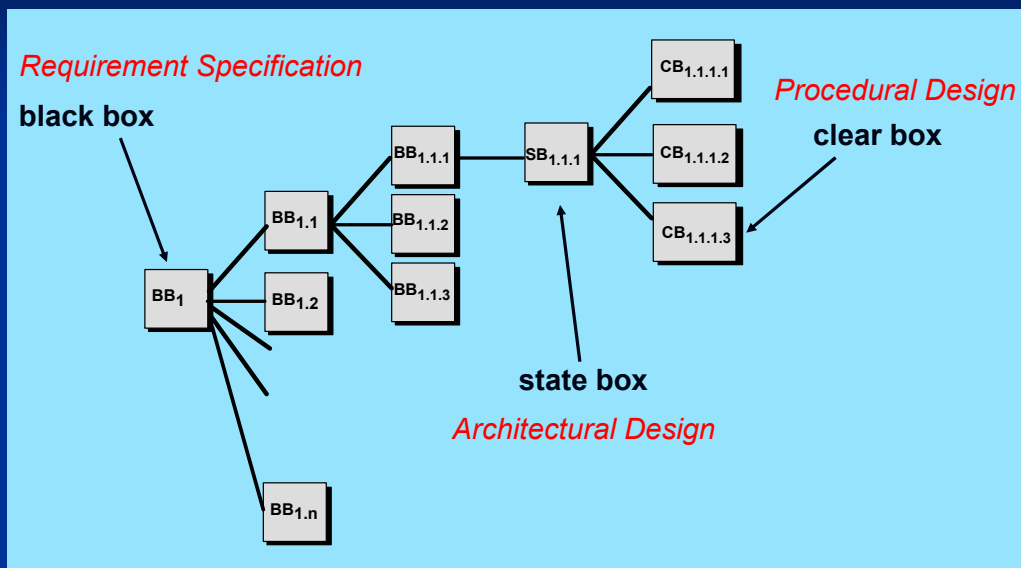 Requirement Specification
black box
BB1
BB1.1
BB1.2
BB1.n
BB1.1.1
BB1.1.2
BB1.1.3
SB1.1.1
state box
Architectural Design
CB1.1.1.1
CB1.1.1.2
CB1.1.1.3
Procedural Design
clear box